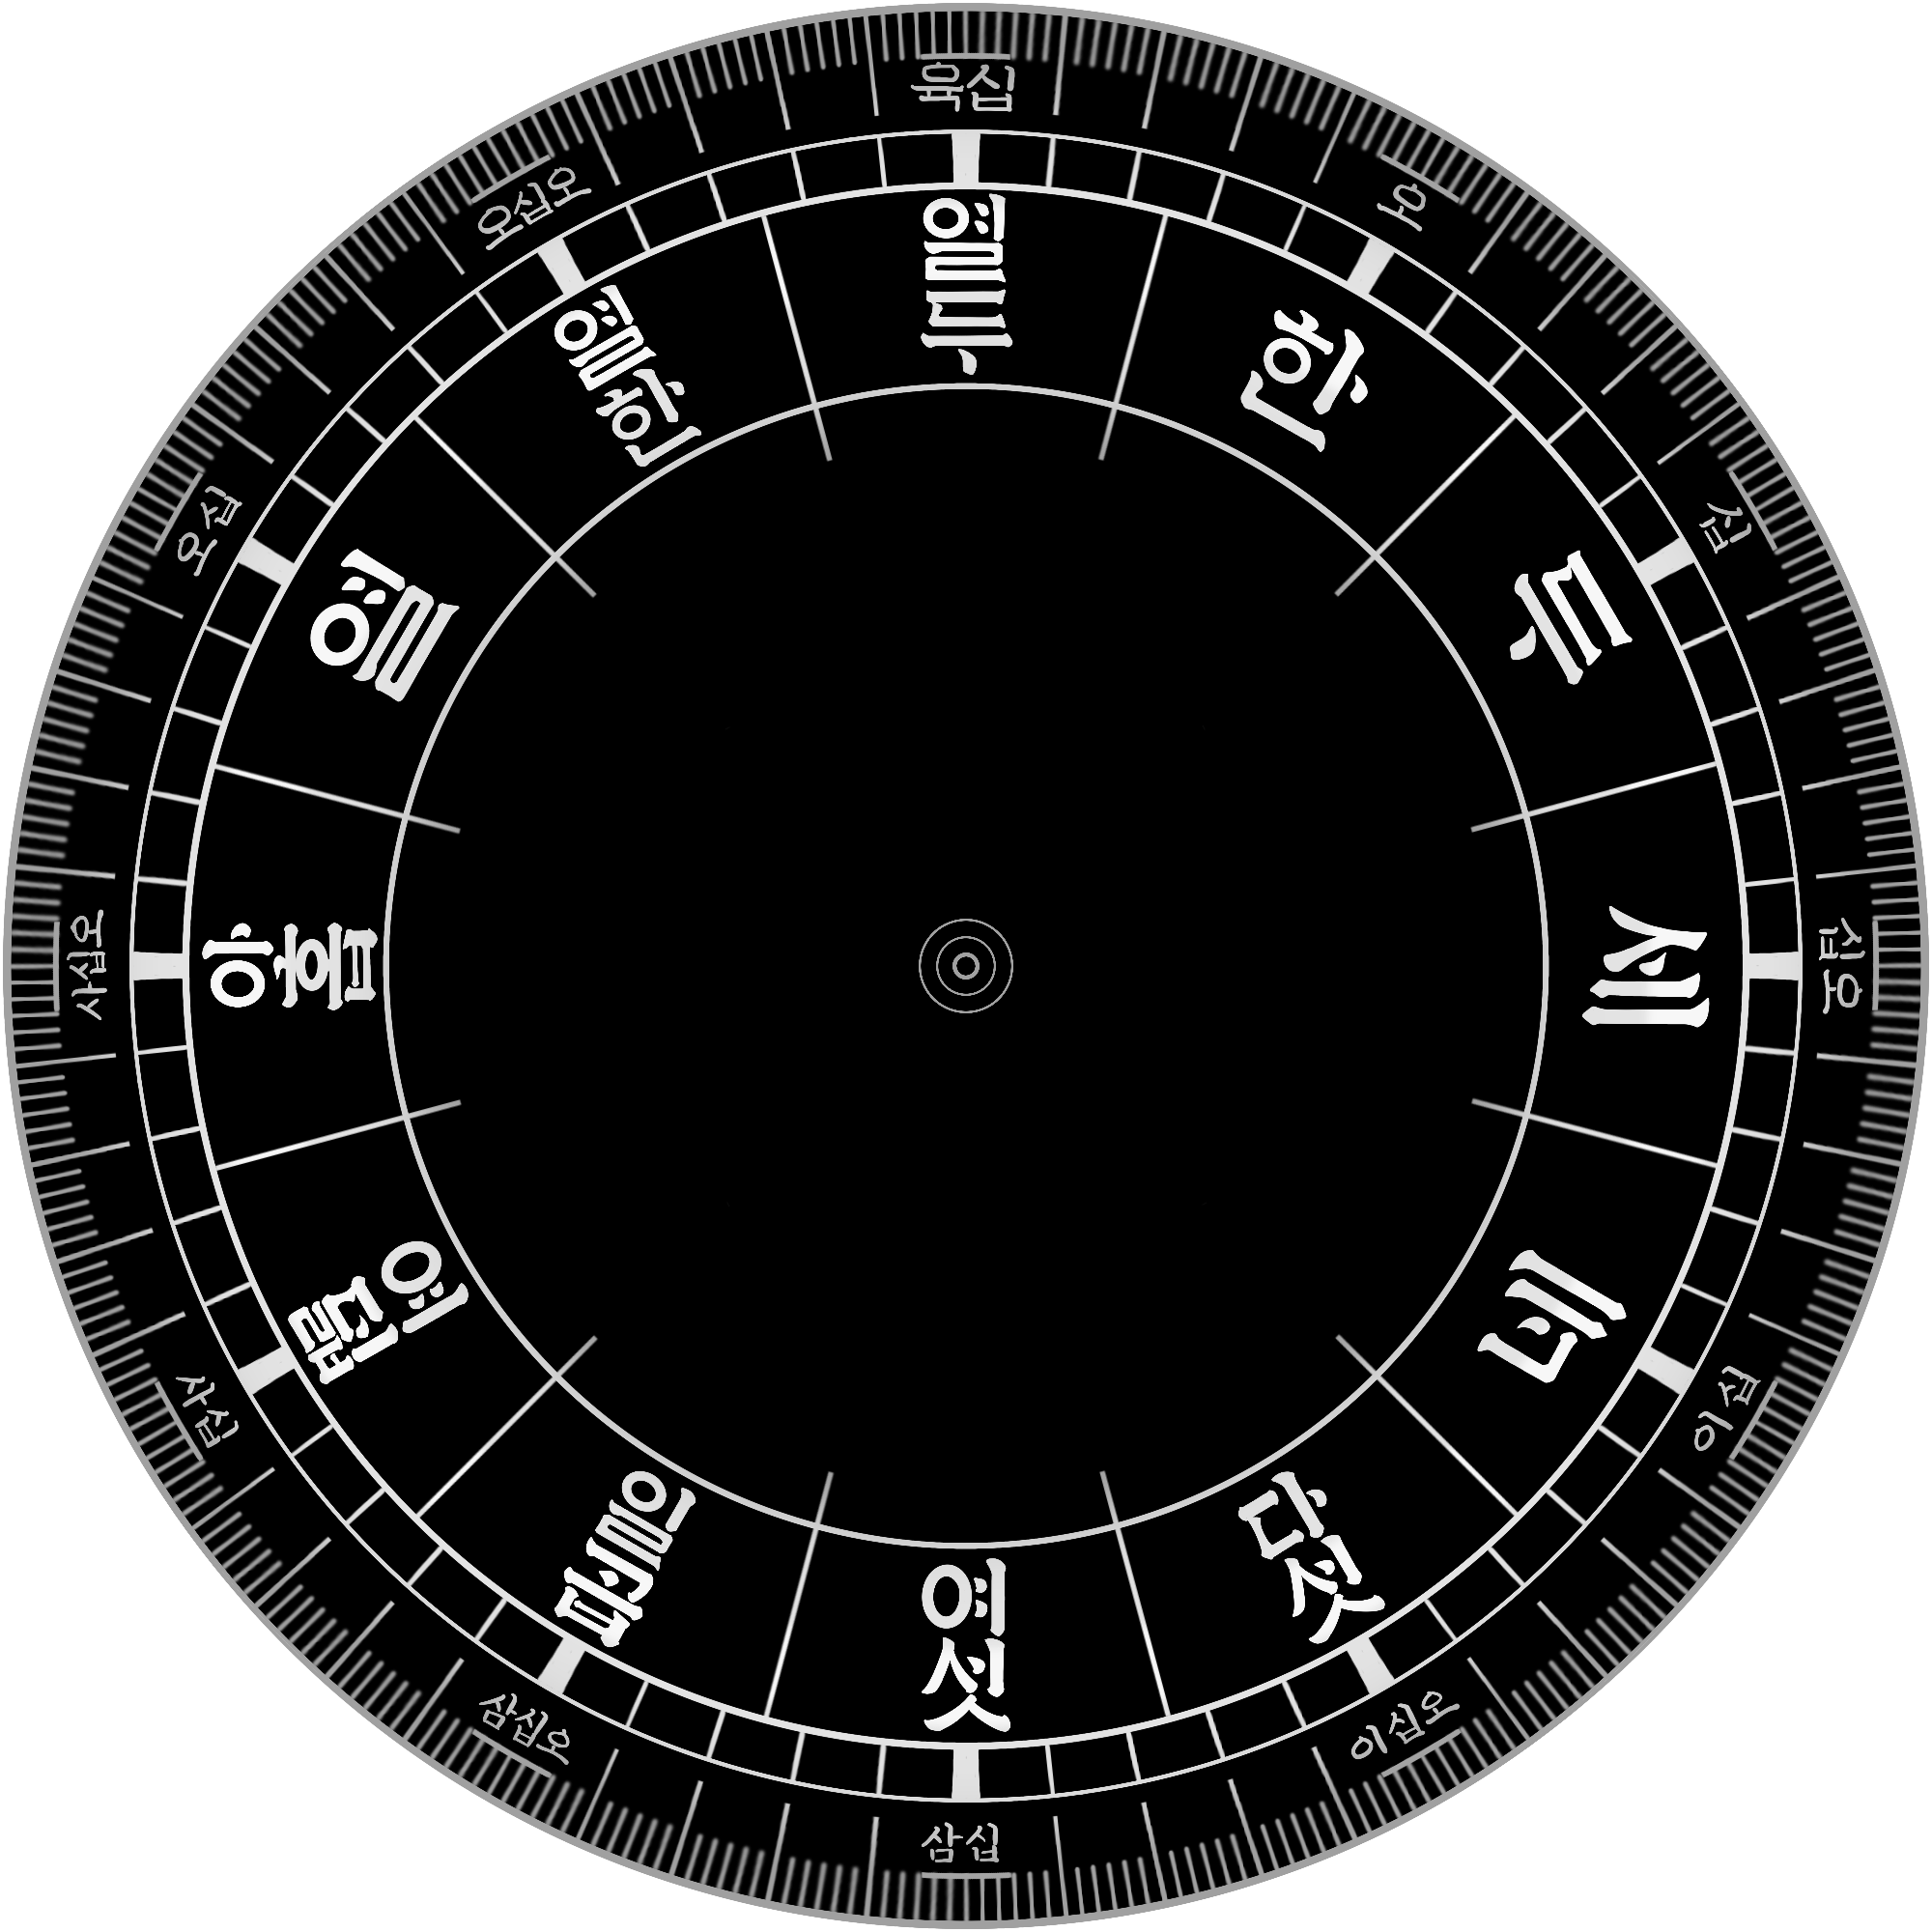 육십
오
십
십오
이십
이십오
삼십
삼십오
사십
사십오
오십
오십오
열두
한
두
세
네
다섯
여섯
일곱
여덟
아홉
열
열한